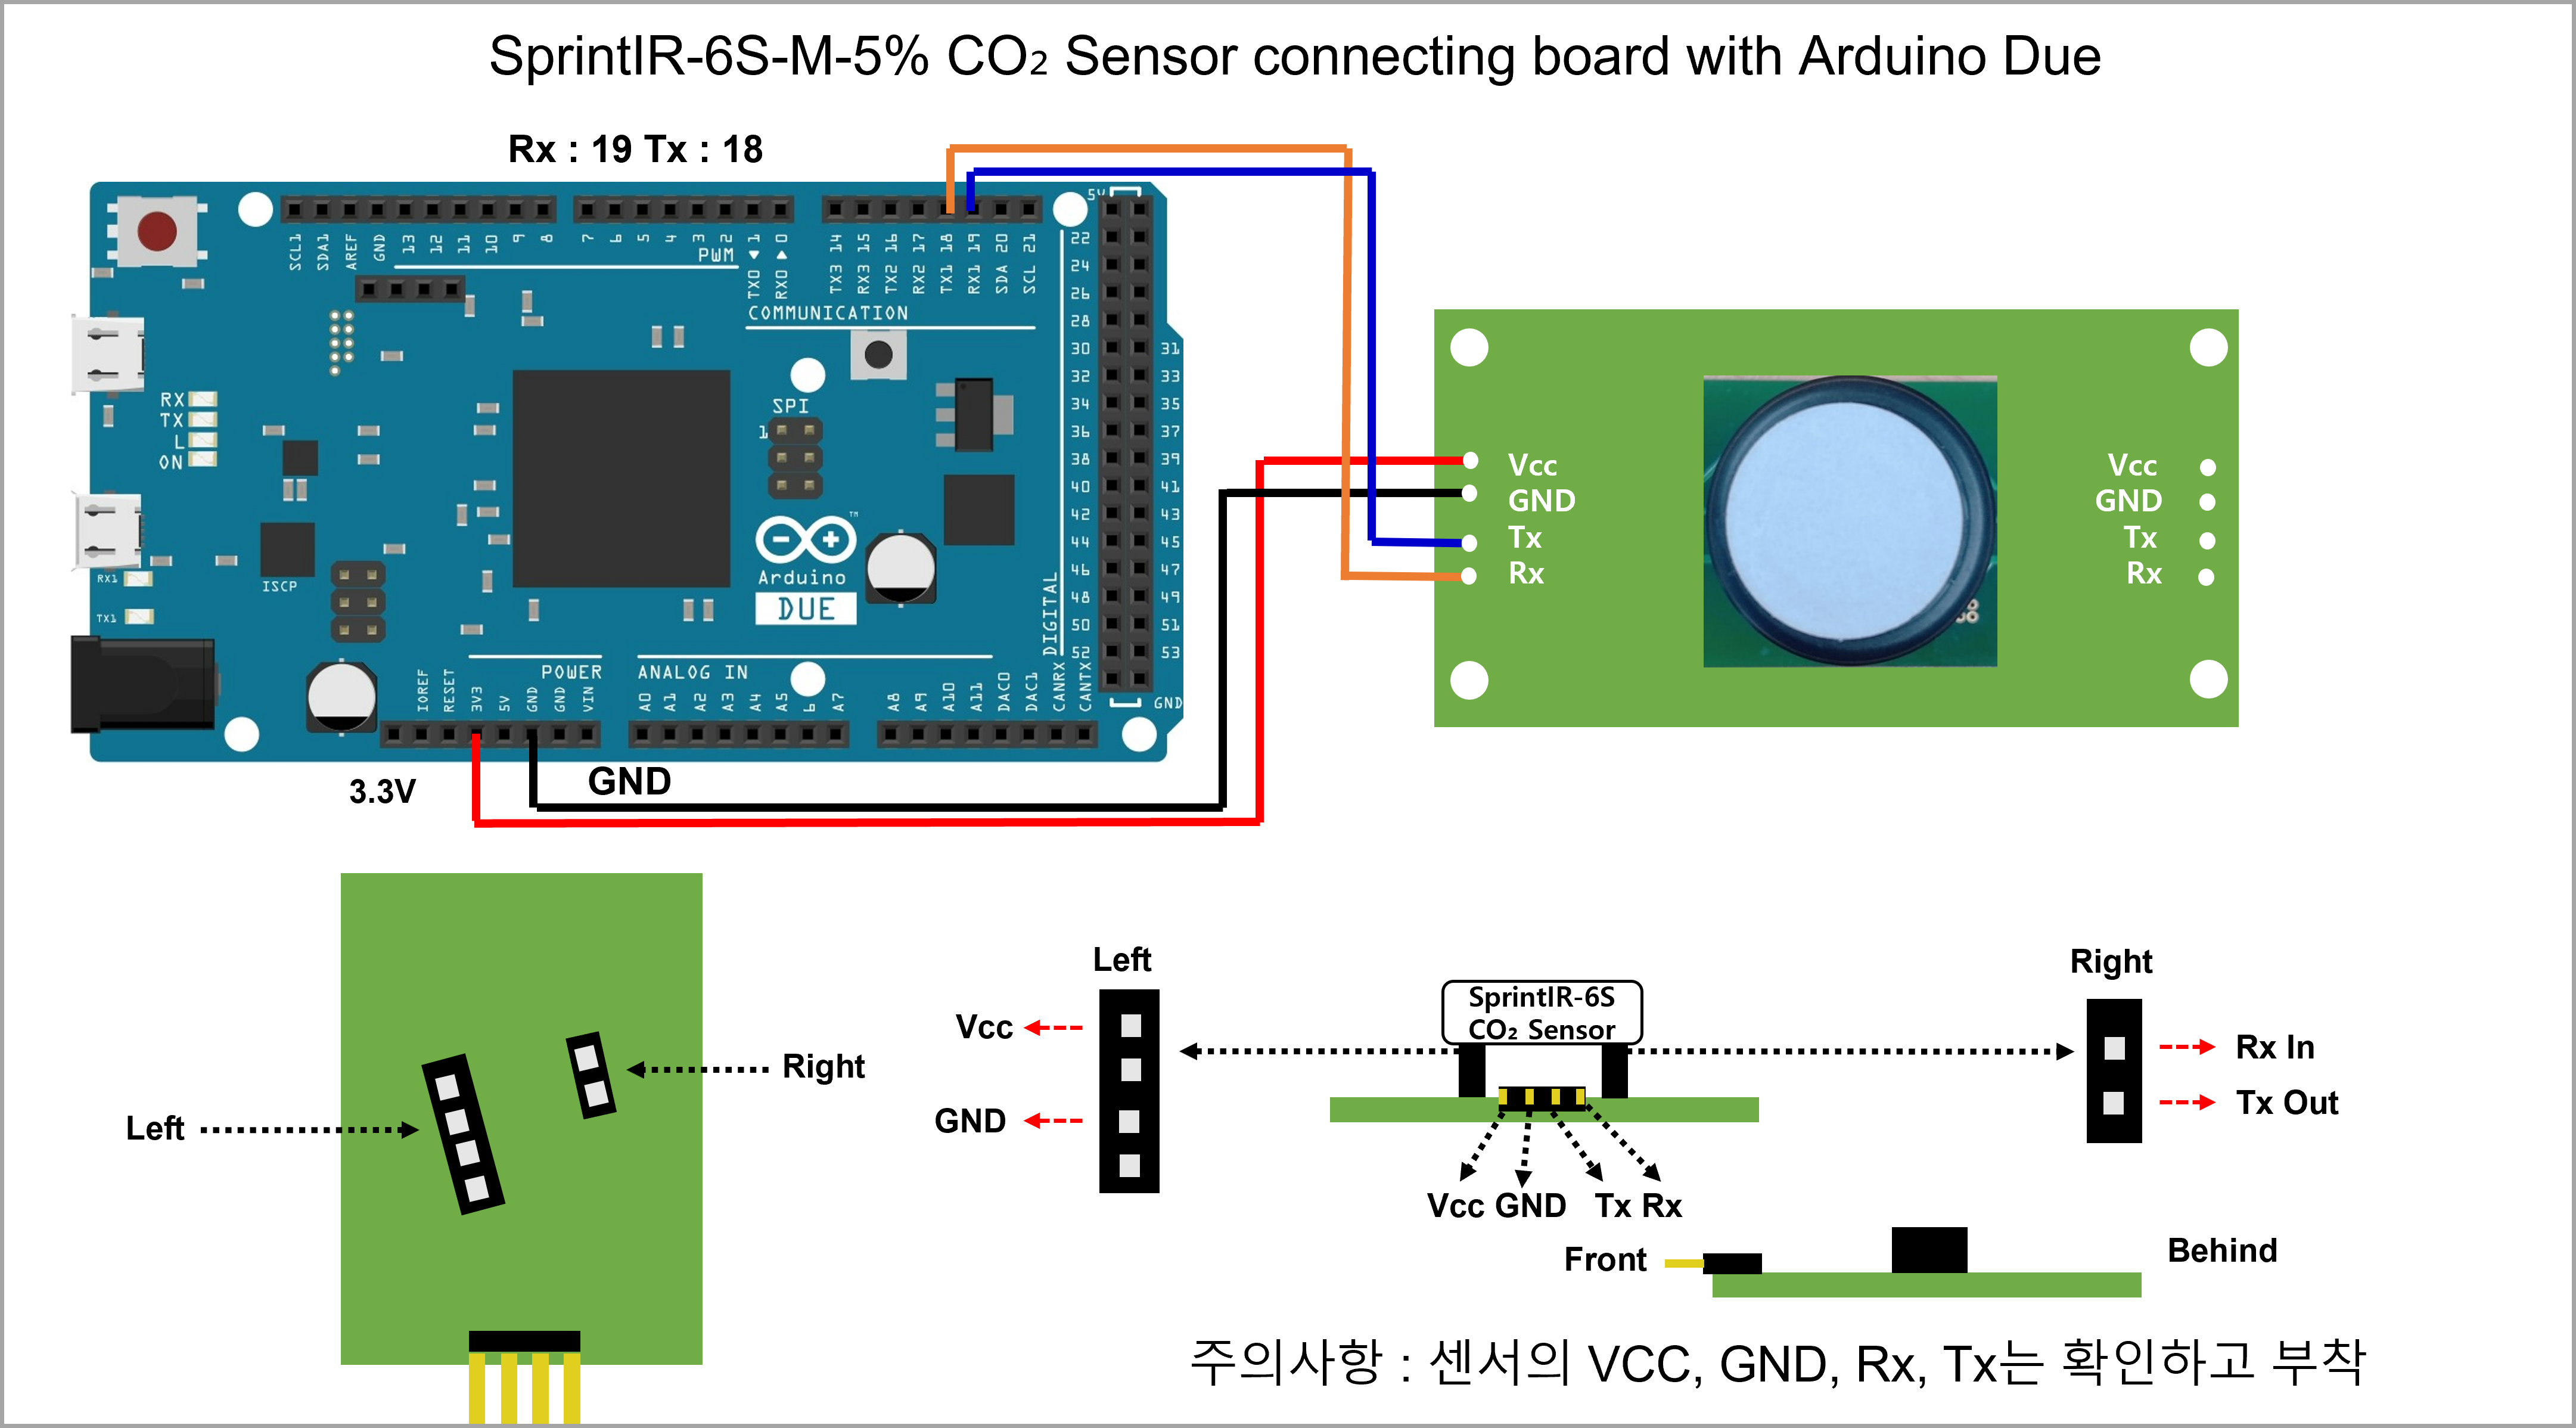 SprintIR-6S-M-5% CO₂ Sensor connecting board with Arduino Due
Rx : 19 Tx : 18
SCL1 SDA1 AREF GND 13 12 11 10 9 8
7 6 5 4 3 2 1 0
PWM
TX0 RX0
TX3 14 RX3 15 TX2 16 RX2 17 TX1 18 RX1 19 SDA 20 SCL 21
COMMUNICATION
5V
22
24
26
28
30 31
32 33
34 35
36 37
38 39
40 41
42 43
44 45
46 47
48 49
50 51
52 53
GND
DIGITAL
RX
TX
L
ON
SPI
1
ISCP
RX1
TX1
™
Arduino
DUE
POWER
ANALOG IN
IOREF RESET 3V3 5V GND GND VIN
A0 A1 A2 A3 A4 A5 6 A7
A8 A9 A10 A11 DAC0 DAC1 CANRX CANTX
3.3V
GND
Vcc
GND
Tx
Rx
Vcc
GND
Tx
Rx
Left
Right
Left
Vcc
GND
SprintIR-6S
CO₂ Sensor
Vcc GND Tx Rx
Right
Rx In
Tx Out
Front
Behind
주의사항 : 센서의 VCC, GND, Rx, Tx는 확인하고 부착